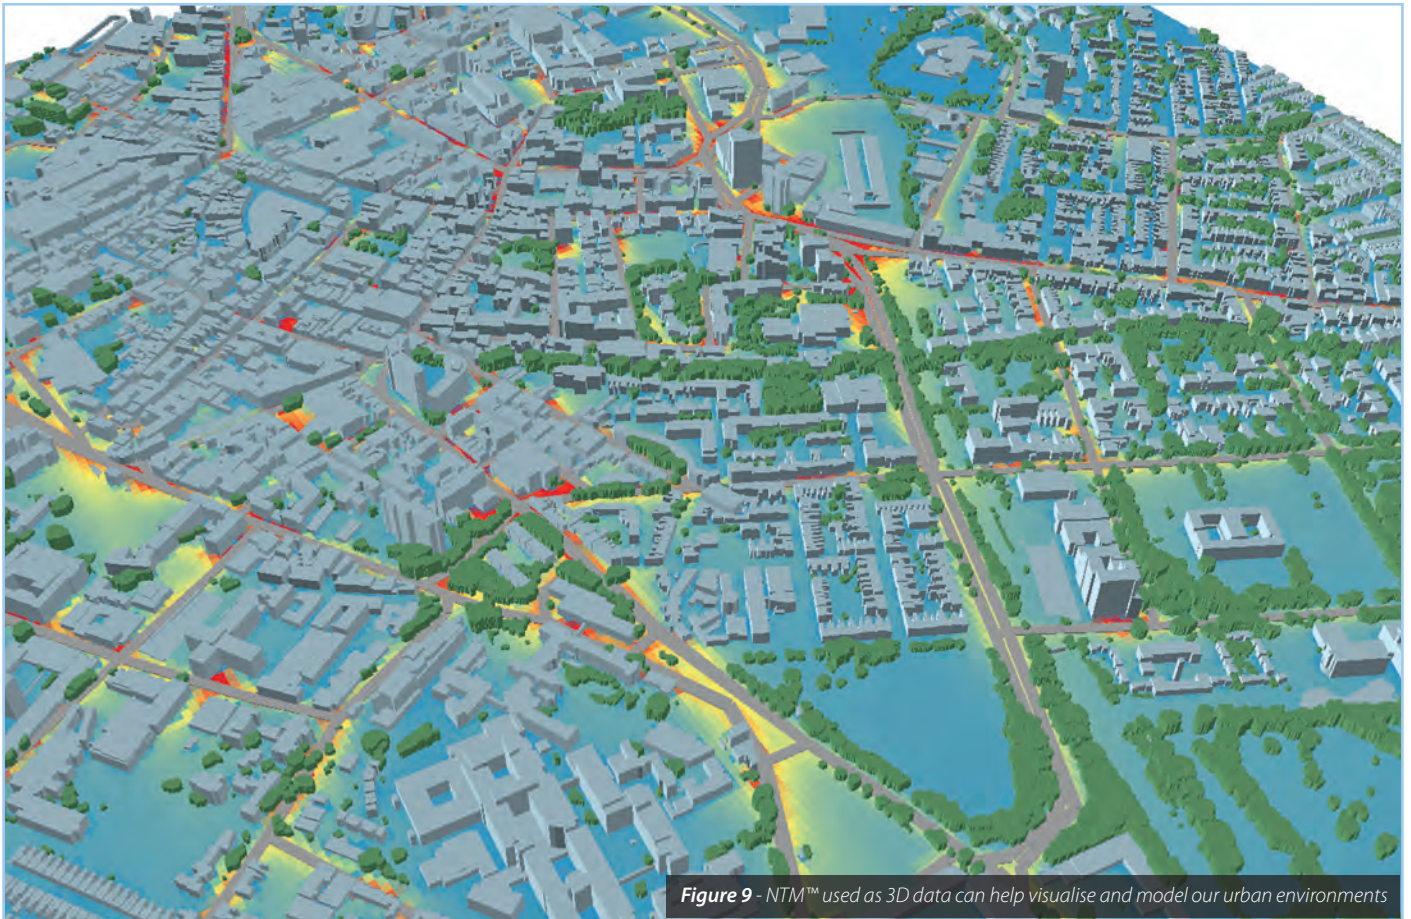 Figure 9 - NTM™ used as 3D data can help visualise and model our urban environments